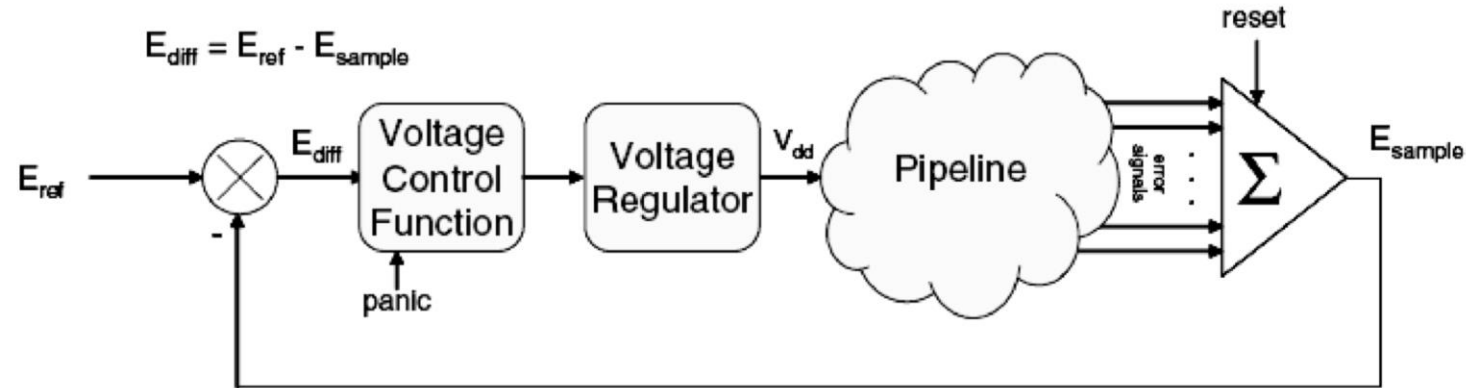 reset
E_diff = E_ref - E_sample
E_ref
-
E_diff
Voltage
Control
Function
panic
Voltage
Regulator
V_dd
Pipeline
error
signals
. . .
Σ
E_sample